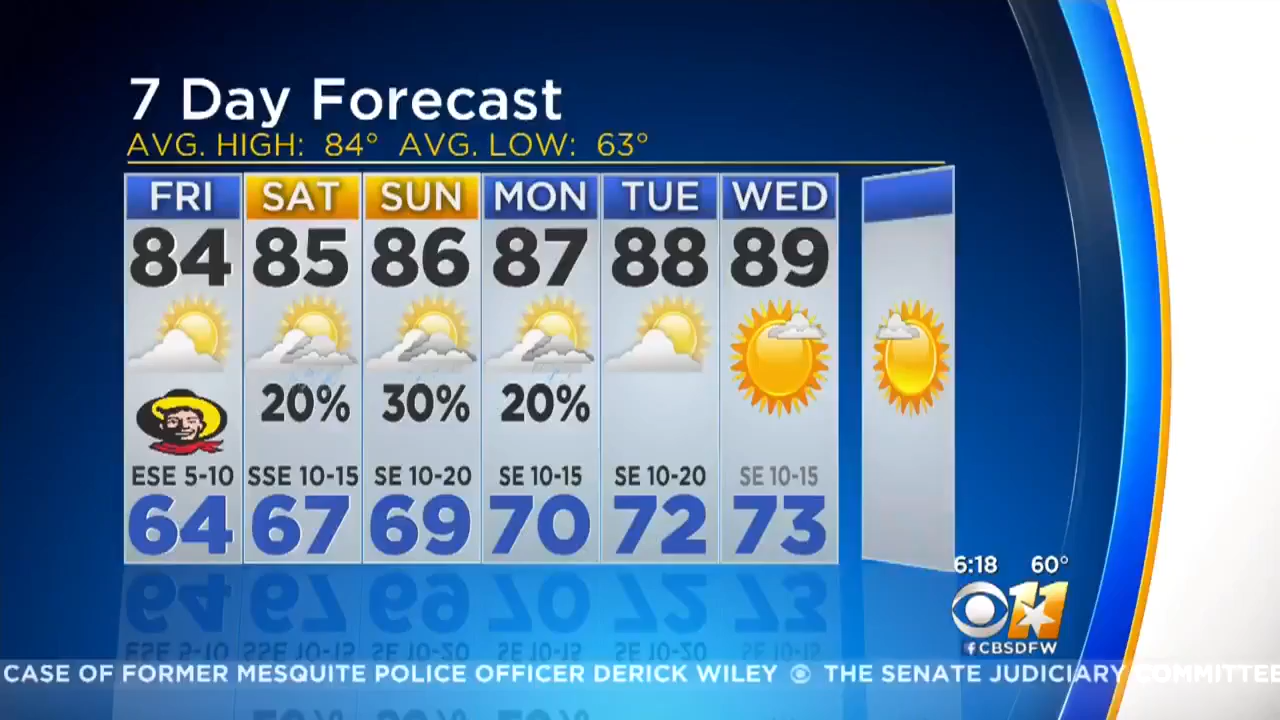 7 Day Forecast
AVG. HIGH: 84° AVG. LOW: 63°
FRI SAT SUN MON TUE WED
84 85 86 87 88 89
20% 30% 20%
ESE 5-10 SSE 10-15 SE 10-20 SE 10-15 SE 10-20 SE 10-15
64 67 69 70 72 73
6:18 60°
11
f CBSDFW
CASE OF FORMER MESQUITE POLICE OFFICER DERICK WILEY THE SENATE JUDICIARY COMMITTEE